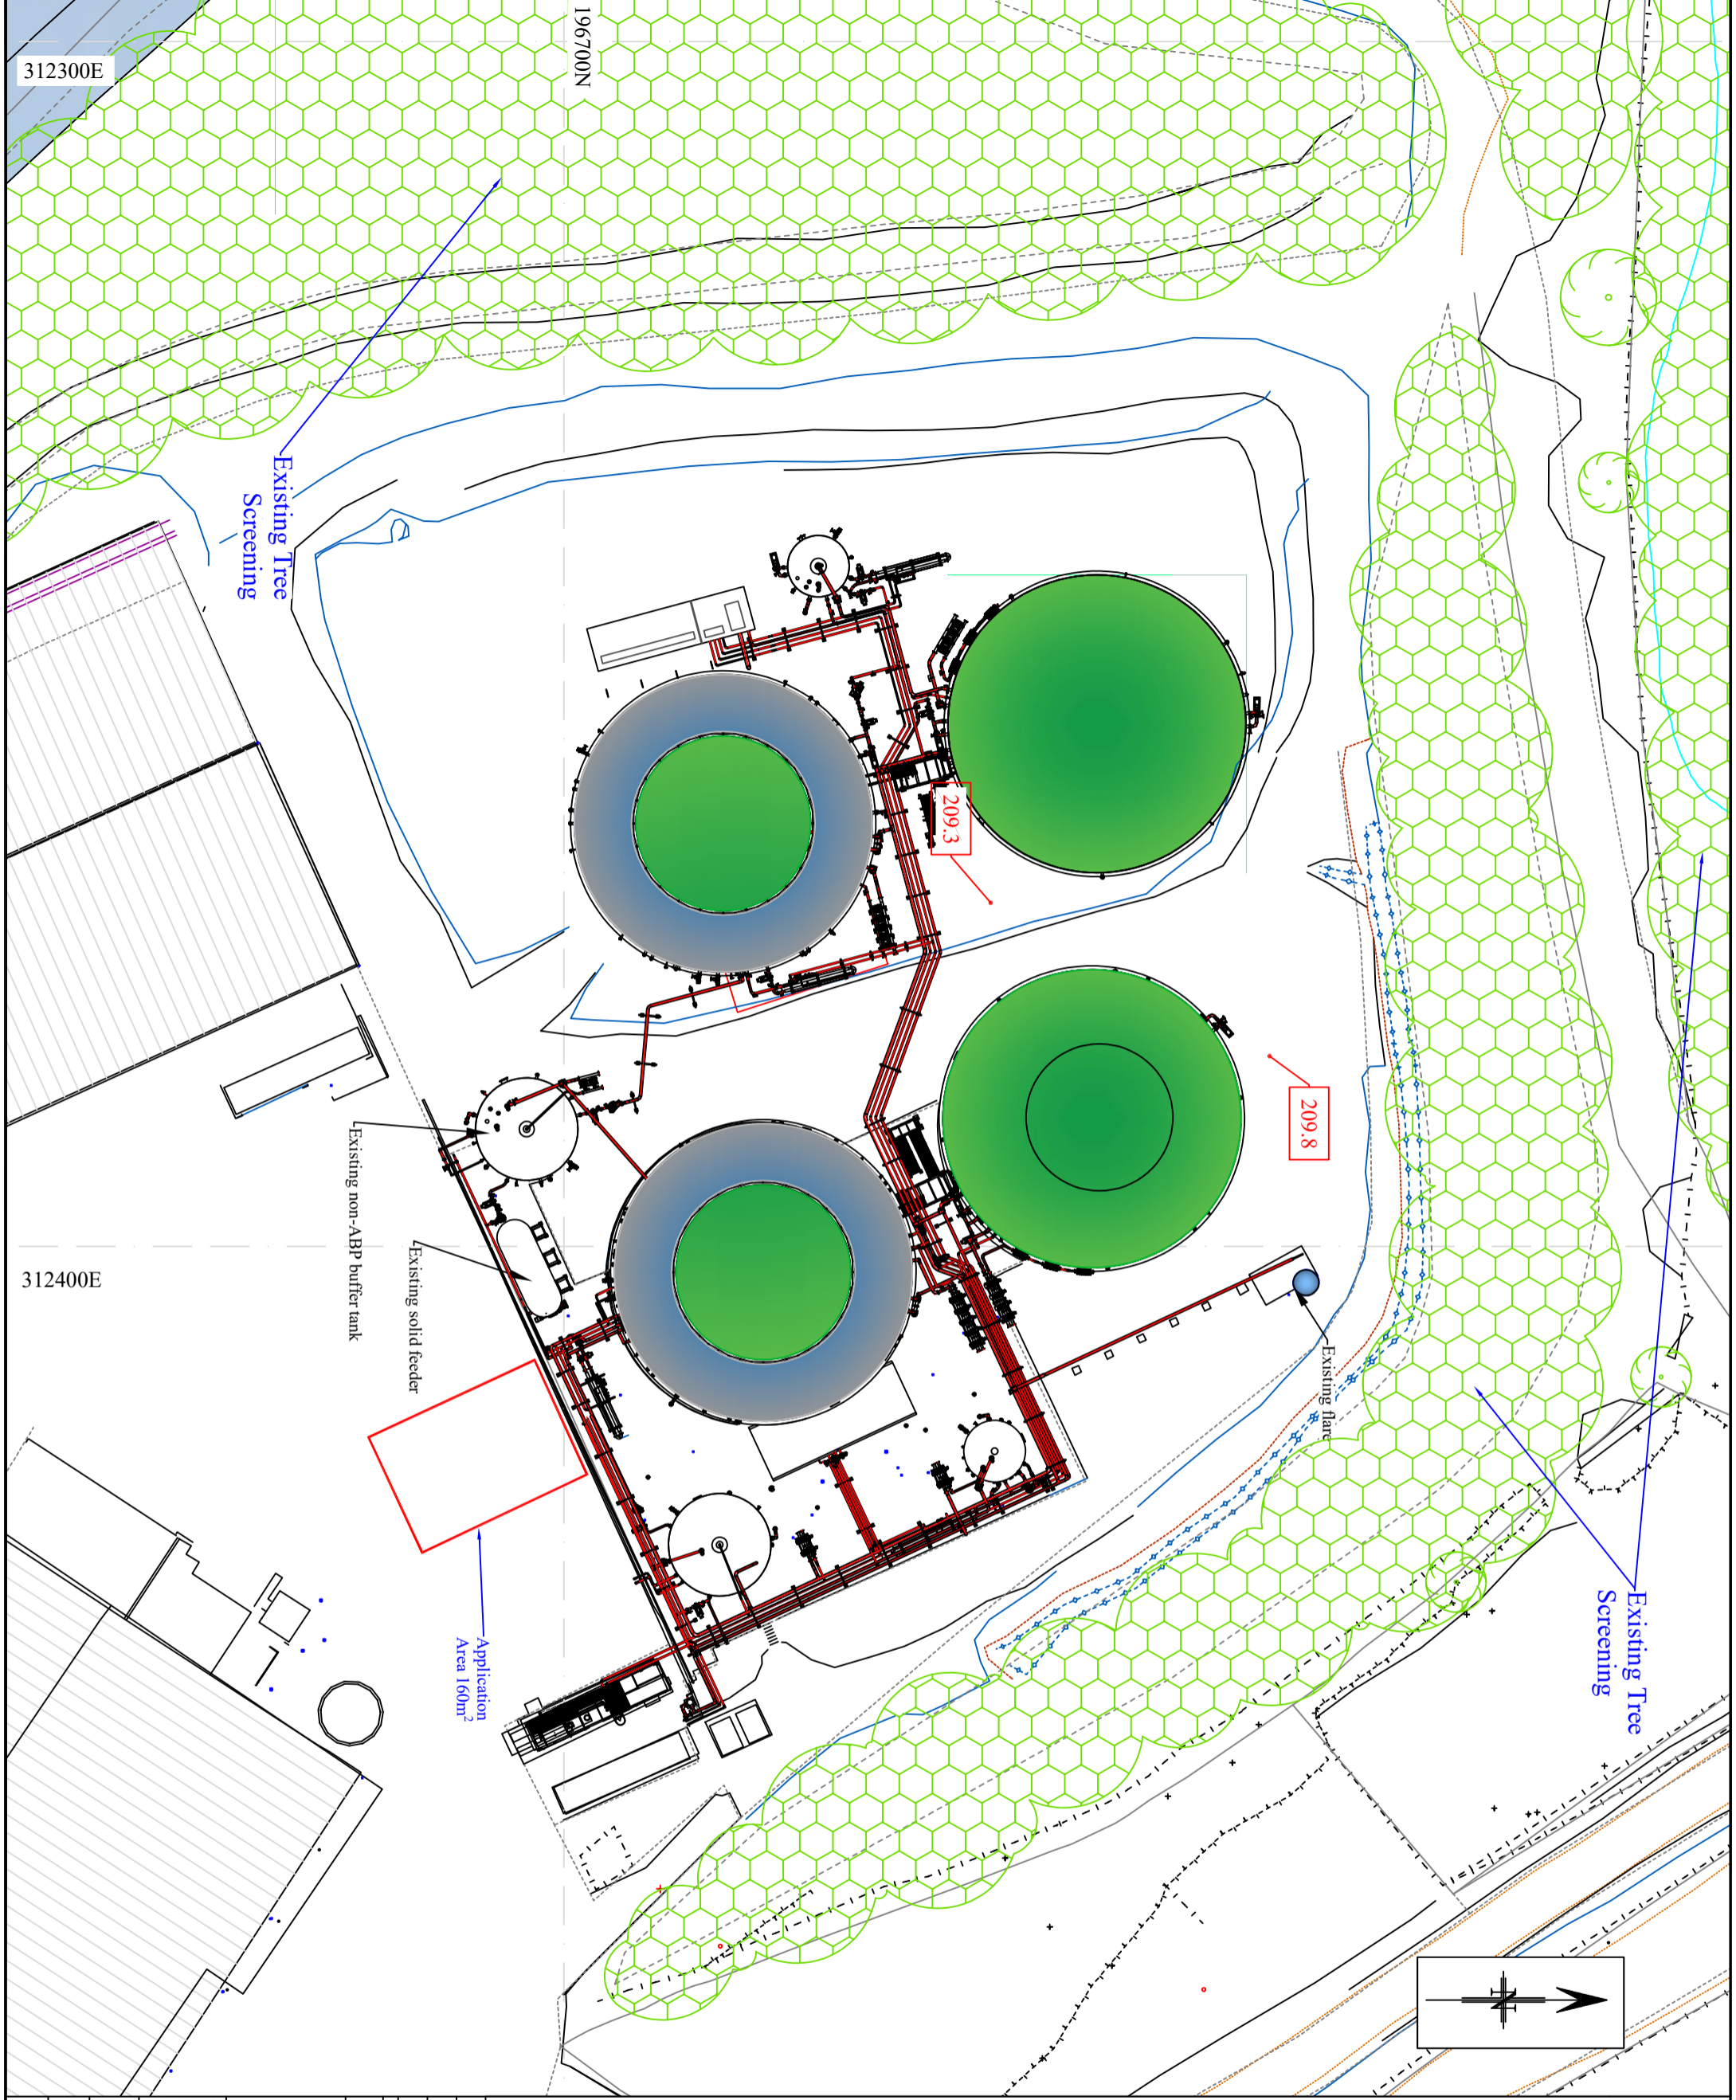 312300E
196700N
Existing Tree
Screening
209.3
209.8
Existing non-ABP buffer tank
Existing solid feeder
Existing flare
312400E
Application
Area 160m²
Existing Tree
Screening
N